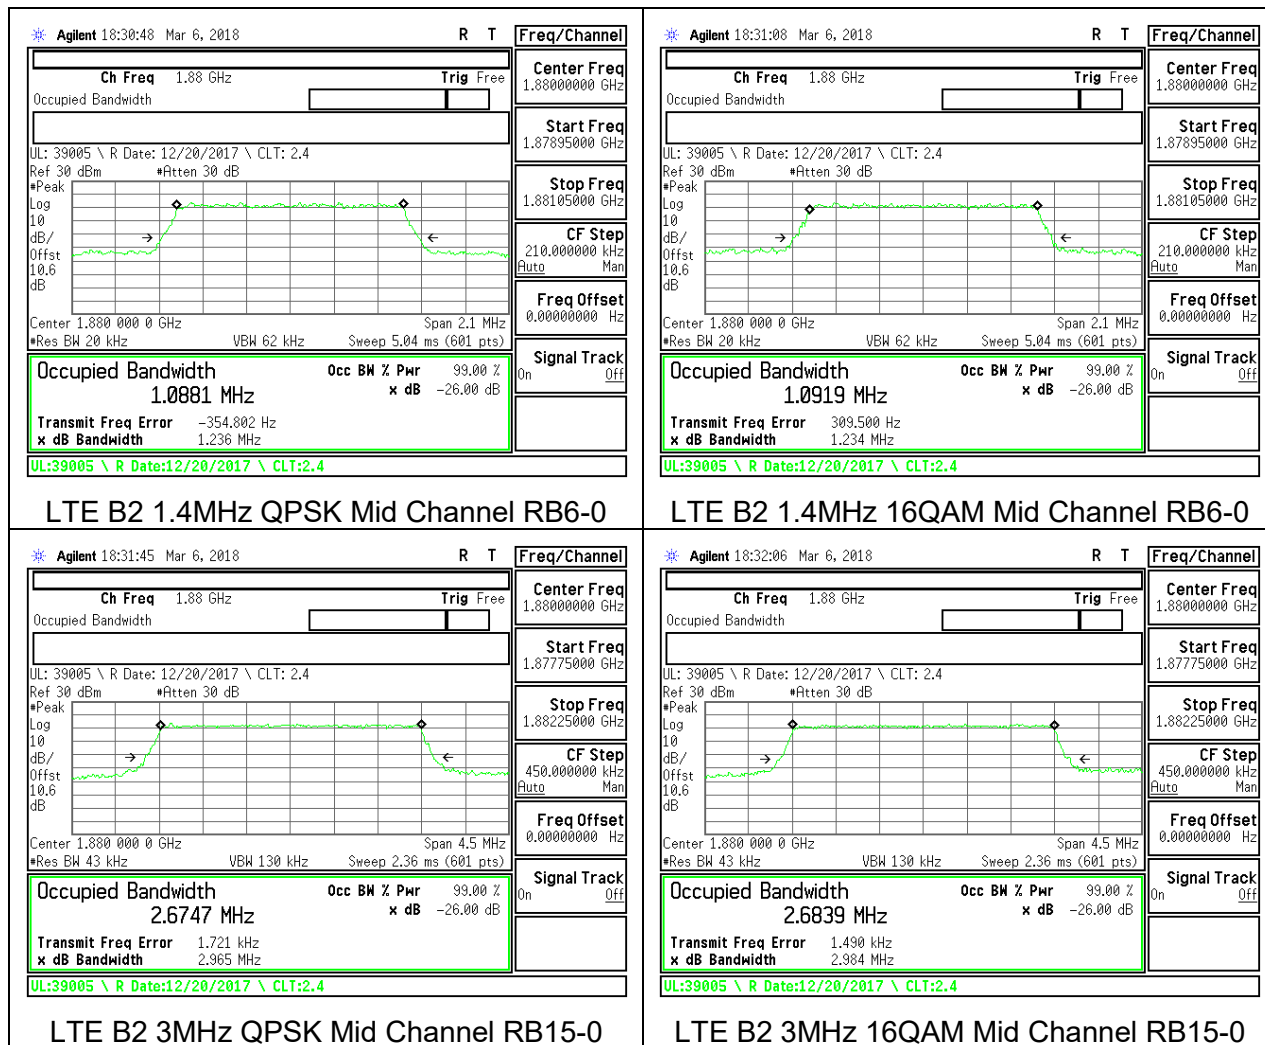 Agilent 18:30:48 Mar 6, 2018 R T
Freq/Channel
Ch Freq 1.88 GHz Trig Free
Occupied Bandwidth
Center Freq
1.88000000 GHz
Start Freq
1.87895000 GHz
Stop Freq
1.88105000 GHz
CF Step
210.000000 kHz
Auto Man
Freq Offset
0.00000000 Hz
Signal Track
On Off
UL: 39005 \ R Date: 12/20/2017 \ CLT: 2.4
Ref 30 dBm #Atten 30 dB
#Peak
Log
10
dB/
Offst
10.6
dB
Center 1.880 000 0 GHz Span 2.1 MHz
#Res BW 20 kHz VBW 62 kHz Sweep 5.04 ms (601 pts)
Occupied Bandwidth Occ BW % Pwr 99.00 %
1.0881 MHz x dB -26.00 dB
Transmit Freq Error -354.802 Hz
x dB Bandwidth 1.236 MHz
UL:39005 \ R Date:12/20/2017 \ CLT:2.4
LTE B2 1.4MHz QPSK Mid Channel RB6-0
Agilent 18:31:08 Mar 6, 2018 R T
Freq/Channel
Ch Freq 1.88 GHz Trig Free
Occupied Bandwidth
Center Freq
1.88000000 GHz
Start Freq
1.87895000 GHz
Stop Freq
1.88105000 GHz
CF Step
210.000000 kHz
Auto Man
Freq Offset
0.00000000 Hz
Signal Track
On Off
UL: 39005 \ R Date: 12/20/2017 \ CLT: 2.4
Ref 30 dBm #Atten 30 dB
#Peak
Log
10
dB/
Offst
10.6
dB
Center 1.880 000 0 GHz Span 2.1 MHz
#Res BW 20 kHz VBW 62 kHz Sweep 5.04 ms (601 pts)
Occupied Bandwidth Occ BW % Pwr 99.00 %
1.0919 MHz x dB -26.00 dB
Transmit Freq Error 309.500 Hz
x dB Bandwidth 1.234 MHz
UL:39005 \ R Date:12/20/2017 \ CLT:2.4
LTE B2 1.4MHz 16QAM Mid Channel RB6-0
Agilent 18:31:45 Mar 6, 2018 R T
Freq/Channel
Ch Freq 1.88 GHz Trig Free
Occupied Bandwidth
Center Freq
1.88000000 GHz
Start Freq
1.87775000 GHz
Stop Freq
1.88225000 GHz
CF Step
450.000000 kHz
Auto Man
Freq Offset
0.00000000 Hz
Signal Track
On Off
UL: 39005 \ R Date: 12/20/2017 \ CLT: 2.4
Ref 30 dBm #Atten 30 dB
#Peak
Log
10
dB/
Offst
10.6
dB
Center 1.880 000 0 GHz Span 4.5 MHz
#Res BW 43 kHz VBW 130 kHz Sweep 2.36 ms (601 pts)
Occupied Bandwidth Occ BW % Pwr 99.00 %
2.6747 MHz x dB -26.00 dB
Transmit Freq Error 1.721 kHz
x dB Bandwidth 2.965 MHz
UL:39005 \ R Date:12/20/2017 \ CLT:2.4
LTE B2 3MHz QPSK Mid Channel RB15-0
Agilent 18:32:06 Mar 6, 2018 R T
Freq/Channel
Ch Freq 1.88 GHz Trig Free
Occupied Bandwidth
Center Freq
1.88000000 GHz
Start Freq
1.87775000 GHz
Stop Freq
1.88225000 GHz
CF Step
450.000000 kHz
Auto Man
Freq Offset
0.00000000 Hz
Signal Track
On Off
UL: 39005 \ R Date: 12/20/2017 \ CLT: 2.4
Ref 30 dBm #Atten 30 dB
#Peak
Log
10
dB/
Offst
10.6
dB
Center 1.880 000 0 GHz Span 4.5 MHz
#Res BW 43 kHz VBW 130 kHz Sweep 2.36 ms (601 pts)
Occupied Bandwidth Occ BW % Pwr 99.00 %
2.6839 MHz x dB -26.00 dB
Transmit Freq Error 1.490 kHz
x dB Bandwidth 2.984 MHz
UL:39005 \ R Date:12/20/2017 \ CLT:2.4
LTE B2 3MHz 16QAM Mid Channel RB15-0